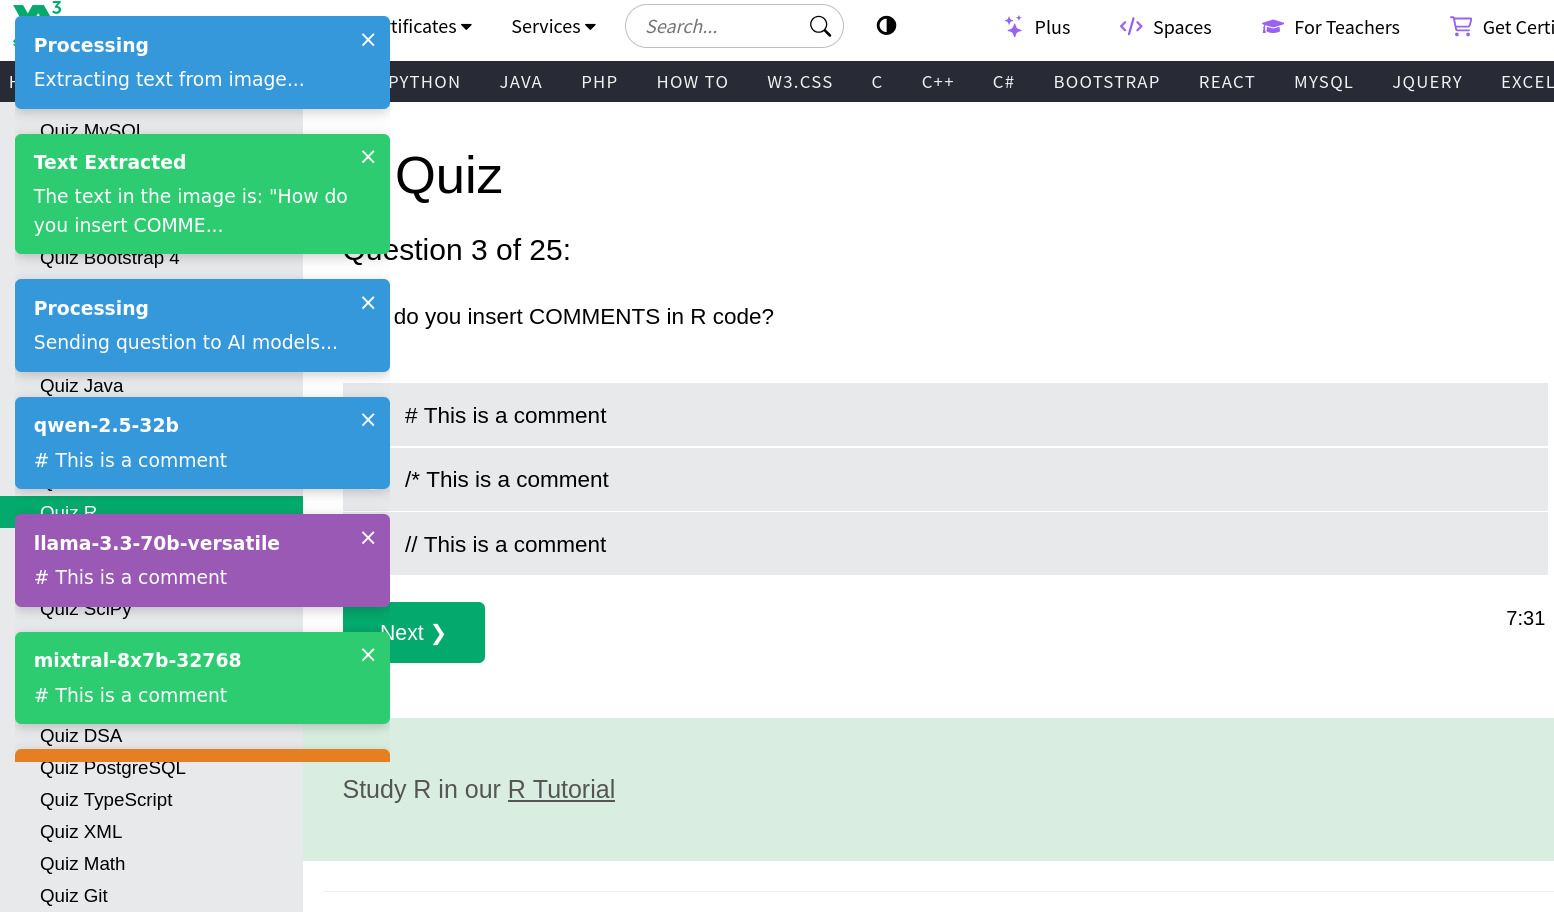 3
Certificates
Services
Search...
Plus
Spaces
For Teachers
Get Certi
PYTHON
JAVA
PHP
HOW TO
W3.CSS
C
C++
C#
BOOTSTRAP
REACT
MYSQL
JQUERY
EXCEL
Processing
Extracting text from image...
Quiz MySQL
Text Extracted
The text in the image is: "How do
you insert COMME...
Quiz Bootstrap 4
Processing
Sending question to AI models...
Quiz Java
qwen-2.5-32b
# This is a comment
Quiz R
llama-3.3-70b-versatile
# This is a comment
Quiz SciPy
mixtral-8x7b-32768
# This is a comment
Quiz DSA
Quiz PostgreSQL
Quiz TypeScript
Quiz XML
Quiz Math
Quiz Git
Quiz
Question 3 of 25:
do you insert COMMENTS in R code?
# This is a comment
/* This is a comment
// This is a comment
Next ❯
7:31
Study R in our R Tutorial